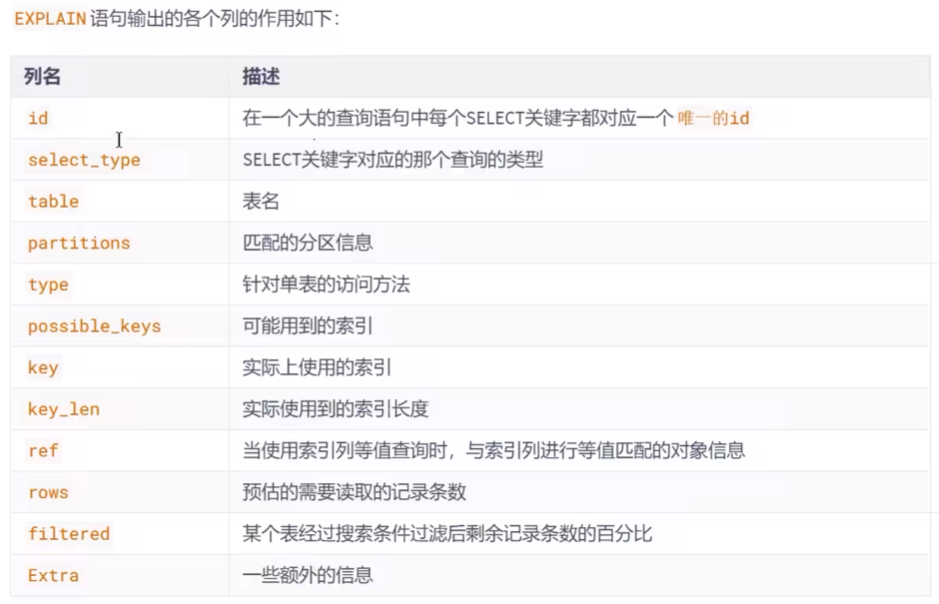 EXPLAIN 语句输出的各个列的作用如下：
列名 描述
id 在一个大的查询语句中每个SELECT关键字都对应一个 唯一的id
select_type SELECT关键字对应的那个查询的类型
table 表名
partitions 匹配的分区信息
type 针对单表的访问方法
possible_keys 可能用到的索引
key 实际上使用的索引
key_len 实际使用到的索引长度
ref 当使用索引列等值查询时，与索引列进行等值匹配的对象信息
rows 预估的需要读取的记录条数
filtered 某个表经过搜索条件过滤后剩余记录条数的百分比
Extra 一些额外的信息